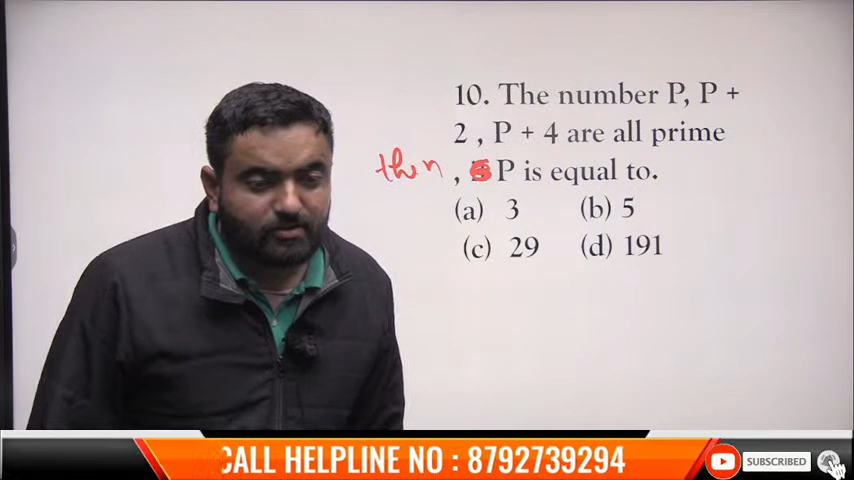 10. The number P, P +
2 , P + 4 are all prime
then , P is equal to.
(a) 3 (b) 5
(c) 29 (d) 191
CALL HELPLINE NO : 8792739294
SUBSCRIBED